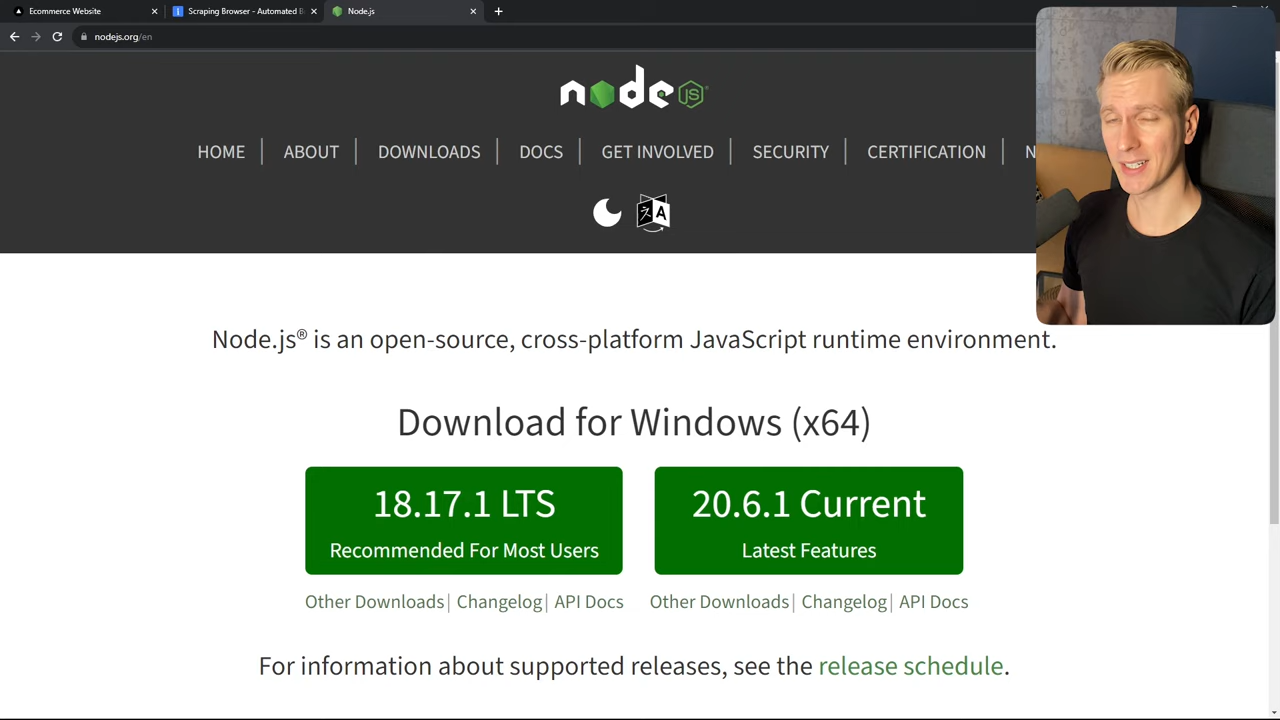 Ecommerce Website
Scraping Browser - Automated B
Node.js
nodejs.org/en
node JS
HOME | ABOUT | DOWNLOADS | DOCS | GET INVOLVED | SECURITY | CERTIFICATION |
文 A
Node.js® is an open-source, cross-platform JavaScript runtime environment.
Download for Windows (x64)
18.17.1 LTS
Recommended For Most Users
20.6.1 Current
Latest Features
Other Downloads | Changelog | API Docs
Other Downloads | Changelog | API Docs
For information about supported releases, see the release schedule.